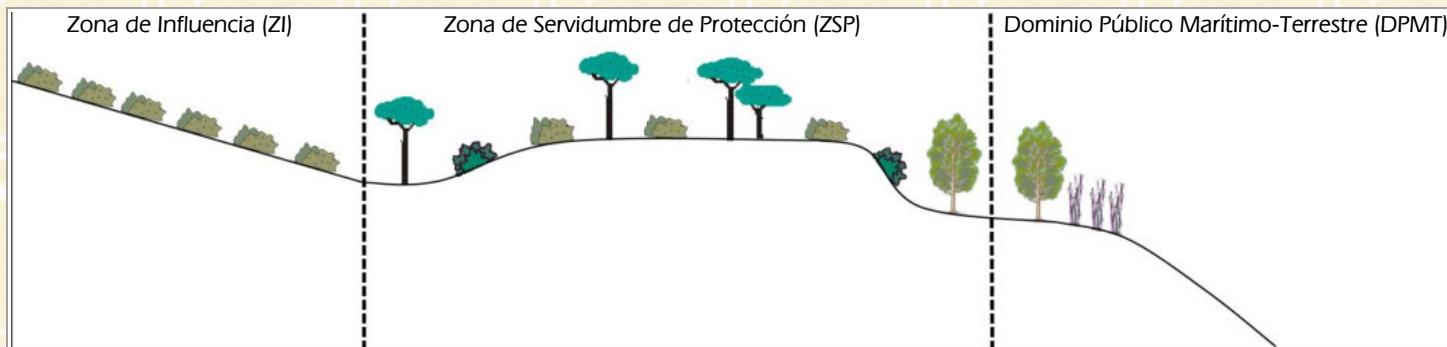 Zona de Influencia (ZI)
Zona de Servidumbre de Protección (ZSP)
Dominio Público Marítimo-Terrestre (DPMT)